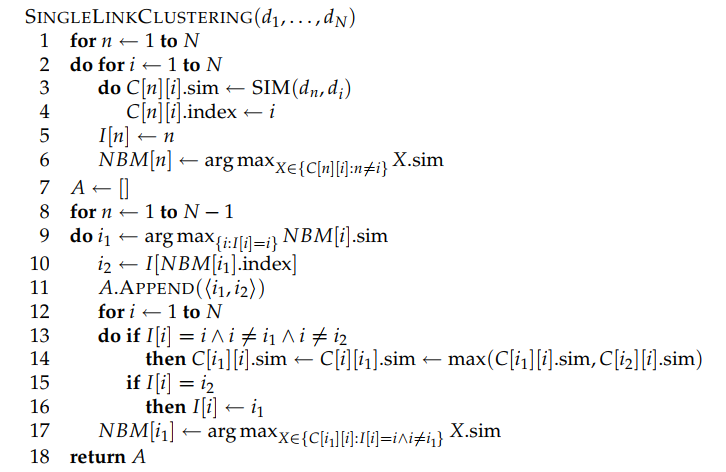 SINGLELINKCLUSTERING(d₁, . . . , d_N)
1 for n ← 1 to N
2 do for i ← 1 to N
3 do C[n][i].sim ← SIM(dₙ, dᵢ)
4 C[n][i].index ← i
5 I[n] ← n
6 NBM[n] ← arg max_{X∈{C[n][i]:n≠i}} X.sim
7 A ← []
8 for n ← 1 to N − 1
9 do i₁ ← arg max_{{i:I[i]=i}} NBM[i].sim
10 i₂ ← I[NBM[i₁].index]
11 A.APPEND(⟨i₁, i₂⟩)
12 for i ← 1 to N
13 do if I[i] = i ∧ i ≠ i₁ ∧ i ≠ i₂
14 then C[i₁][i].sim ← C[i][i₁].sim ← max(C[i₁][i].sim, C[i₂][i].sim)
15 if I[i] = i₂
16 then I[i] ← i₁
17 NBM[i₁] ← arg max_{X∈{C[i₁][i]:I[i]=i∧i≠i₁}} X.sim
18 return A